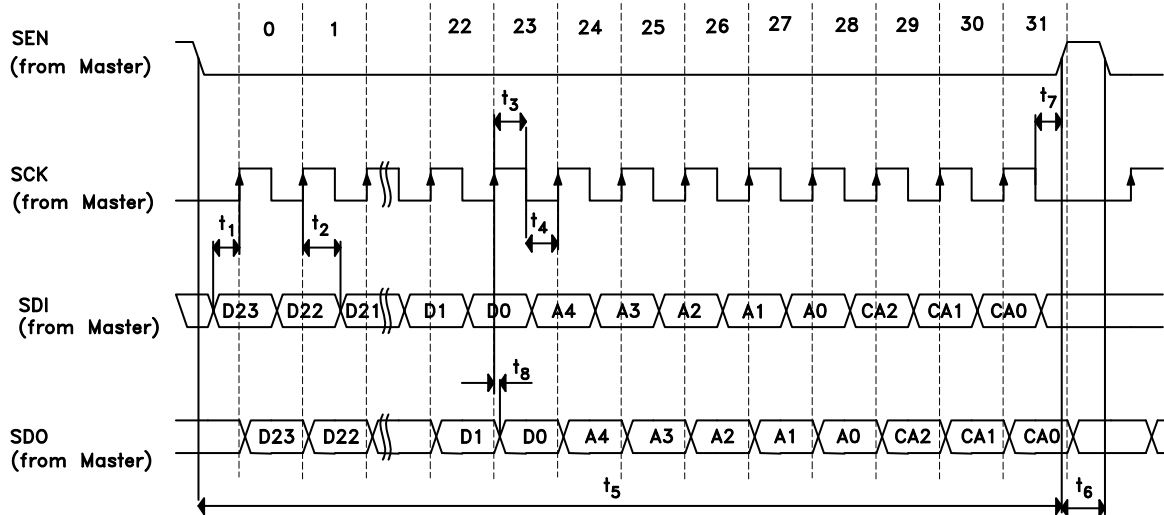 0 1 22 23 24 25 26 27 28 29 30 31
SEN
(from Master)
t3
t7
SCK
(from Master)
t1
t2
t4
SDI
(from Master)
D23 D22 D21 D1 D0 A4 A3 A2 A1 A0 CA2 CA1 CA0
t8
SDO
(from Master)
D23 D22 D1 D0 A4 A3 A2 A1 A0 CA2 CA1 CA0
t5
t6